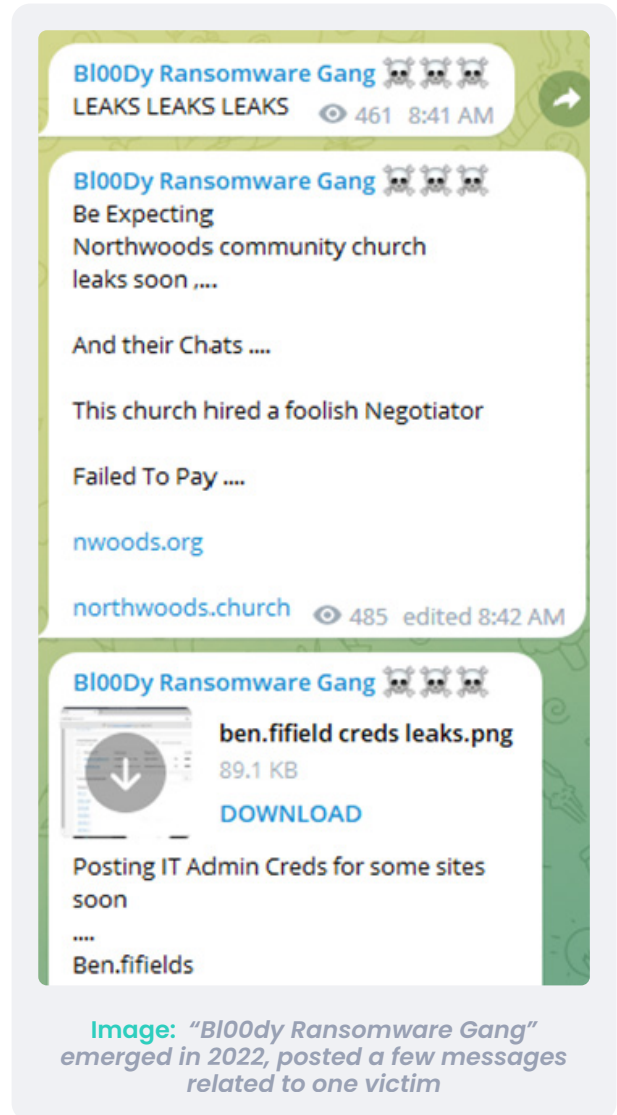 Bl00Dy Ransomware Gang ☠️ ☠️ ☠️
LEAKS LEAKS LEAKS 461 8:41 AM
Bl00Dy Ransomware Gang ☠️ ☠️ ☠️
Be Expecting
Northwoods community church
leaks soon ,...
And their Chats ....
This church hired a foolish Negotiator
Failed To Pay ....
nwoods.org
northwoods.church 485 edited 8:42 AM
Bl00Dy Ransomware Gang ☠️ ☠️ ☠️
ben.fifield creds leaks.png
89.1 KB
DOWNLOAD
Posting IT Admin Creds for some sites
soon
....
Ben.fifields
Image: “Bl00dy Ransomware Gang”
emerged in 2022, posted a few messages
related to one victim